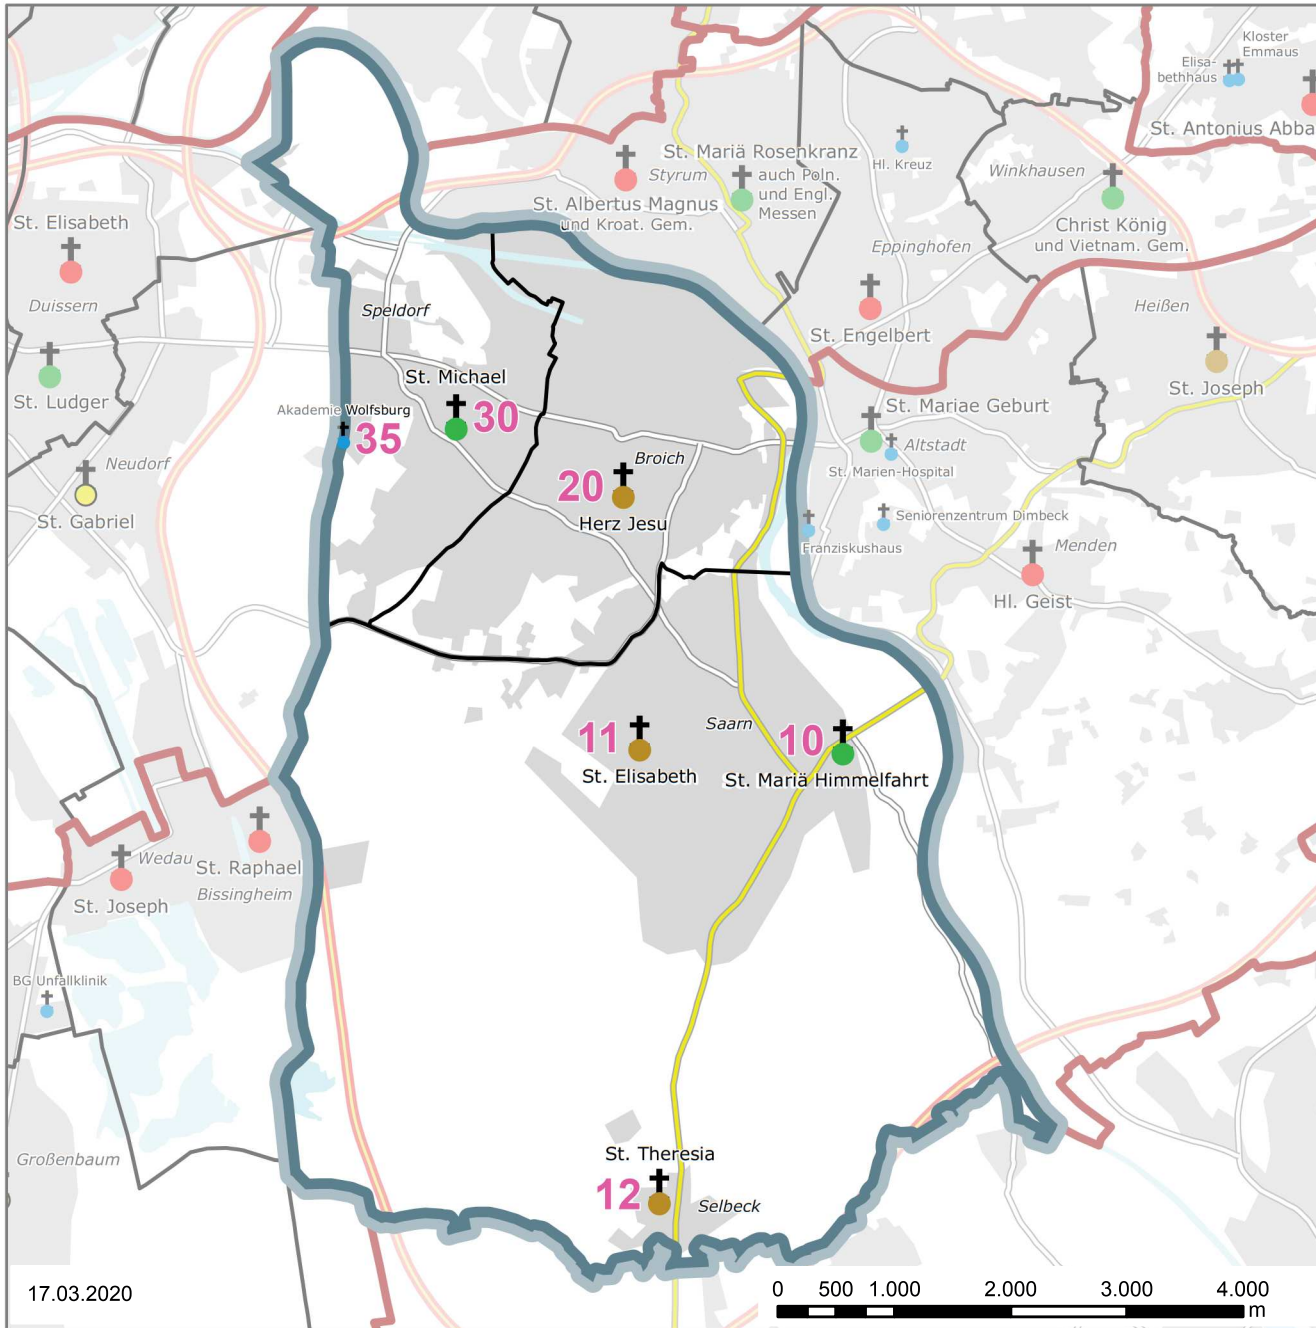 Kloster
Emmaus
Elisa-
bethhaus
St. Antonius Abba
St. Mariä Rosenkranz
auch Poln.
und Engl.
Messen
Hl. Kreuz
Winkhausen
Styrum
St. Albertus Magnus
und Kroat. Gem.
Christ König
und Vietnam. Gem.
St. Elisabeth
Eppinghofen
Duissern
Speldorf
Heißen
St. Engelbert
St. Michael
30
St. Joseph
St. Ludger
Akademie Wolfsburg
35
St. Mariae Geburt
Altstadt
Neudorf
Broich
St. Marien-Hospital
20
Herz Jesu
St. Gabriel
Seniorenzentrum Dimbeck
Franziskushaus
Menden
Hl. Geist
Saarn
11
St. Elisabeth
10
St. Mariä Himmelfahrt
Wedau
St. Raphael
Bissingheim
St. Joseph
BG Unfallklinik
St. Theresia
Großenbaum
12
Selbeck
17.03.2020
0 500 1.000 2.000 3.000 4.000
m